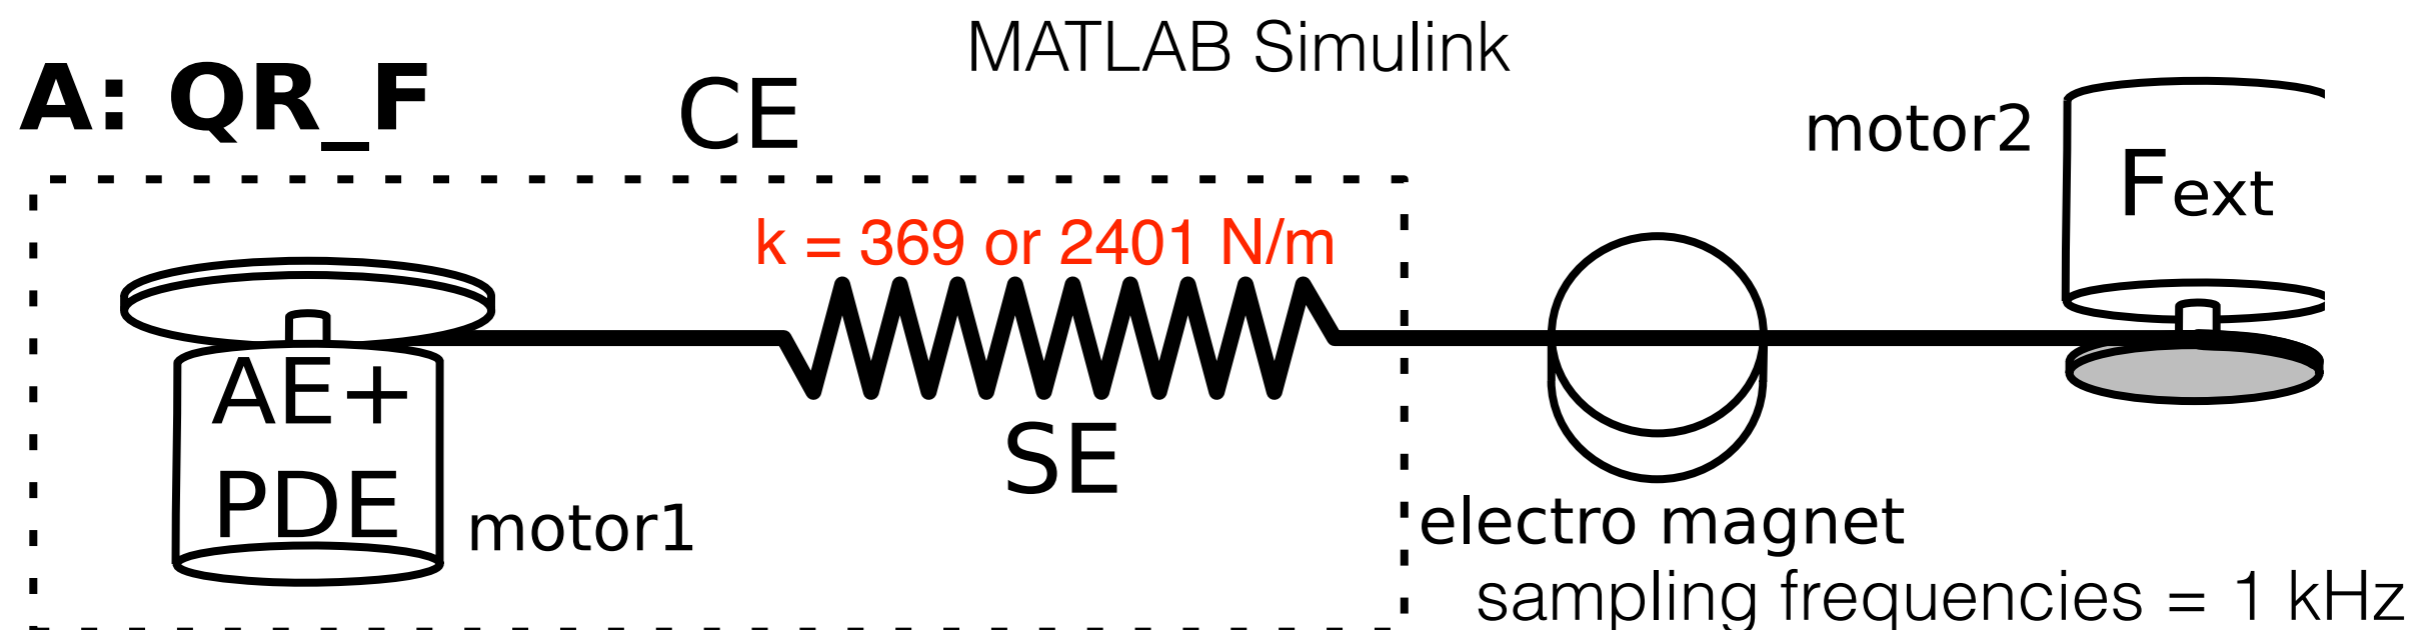 MATLAB Simulink
A: QR_F
CE
motor2
Fext
k = 369 or 2401 N/m
AE+
PDE
motor1
SE
electro magnet
sampling frequencies = 1 kHz